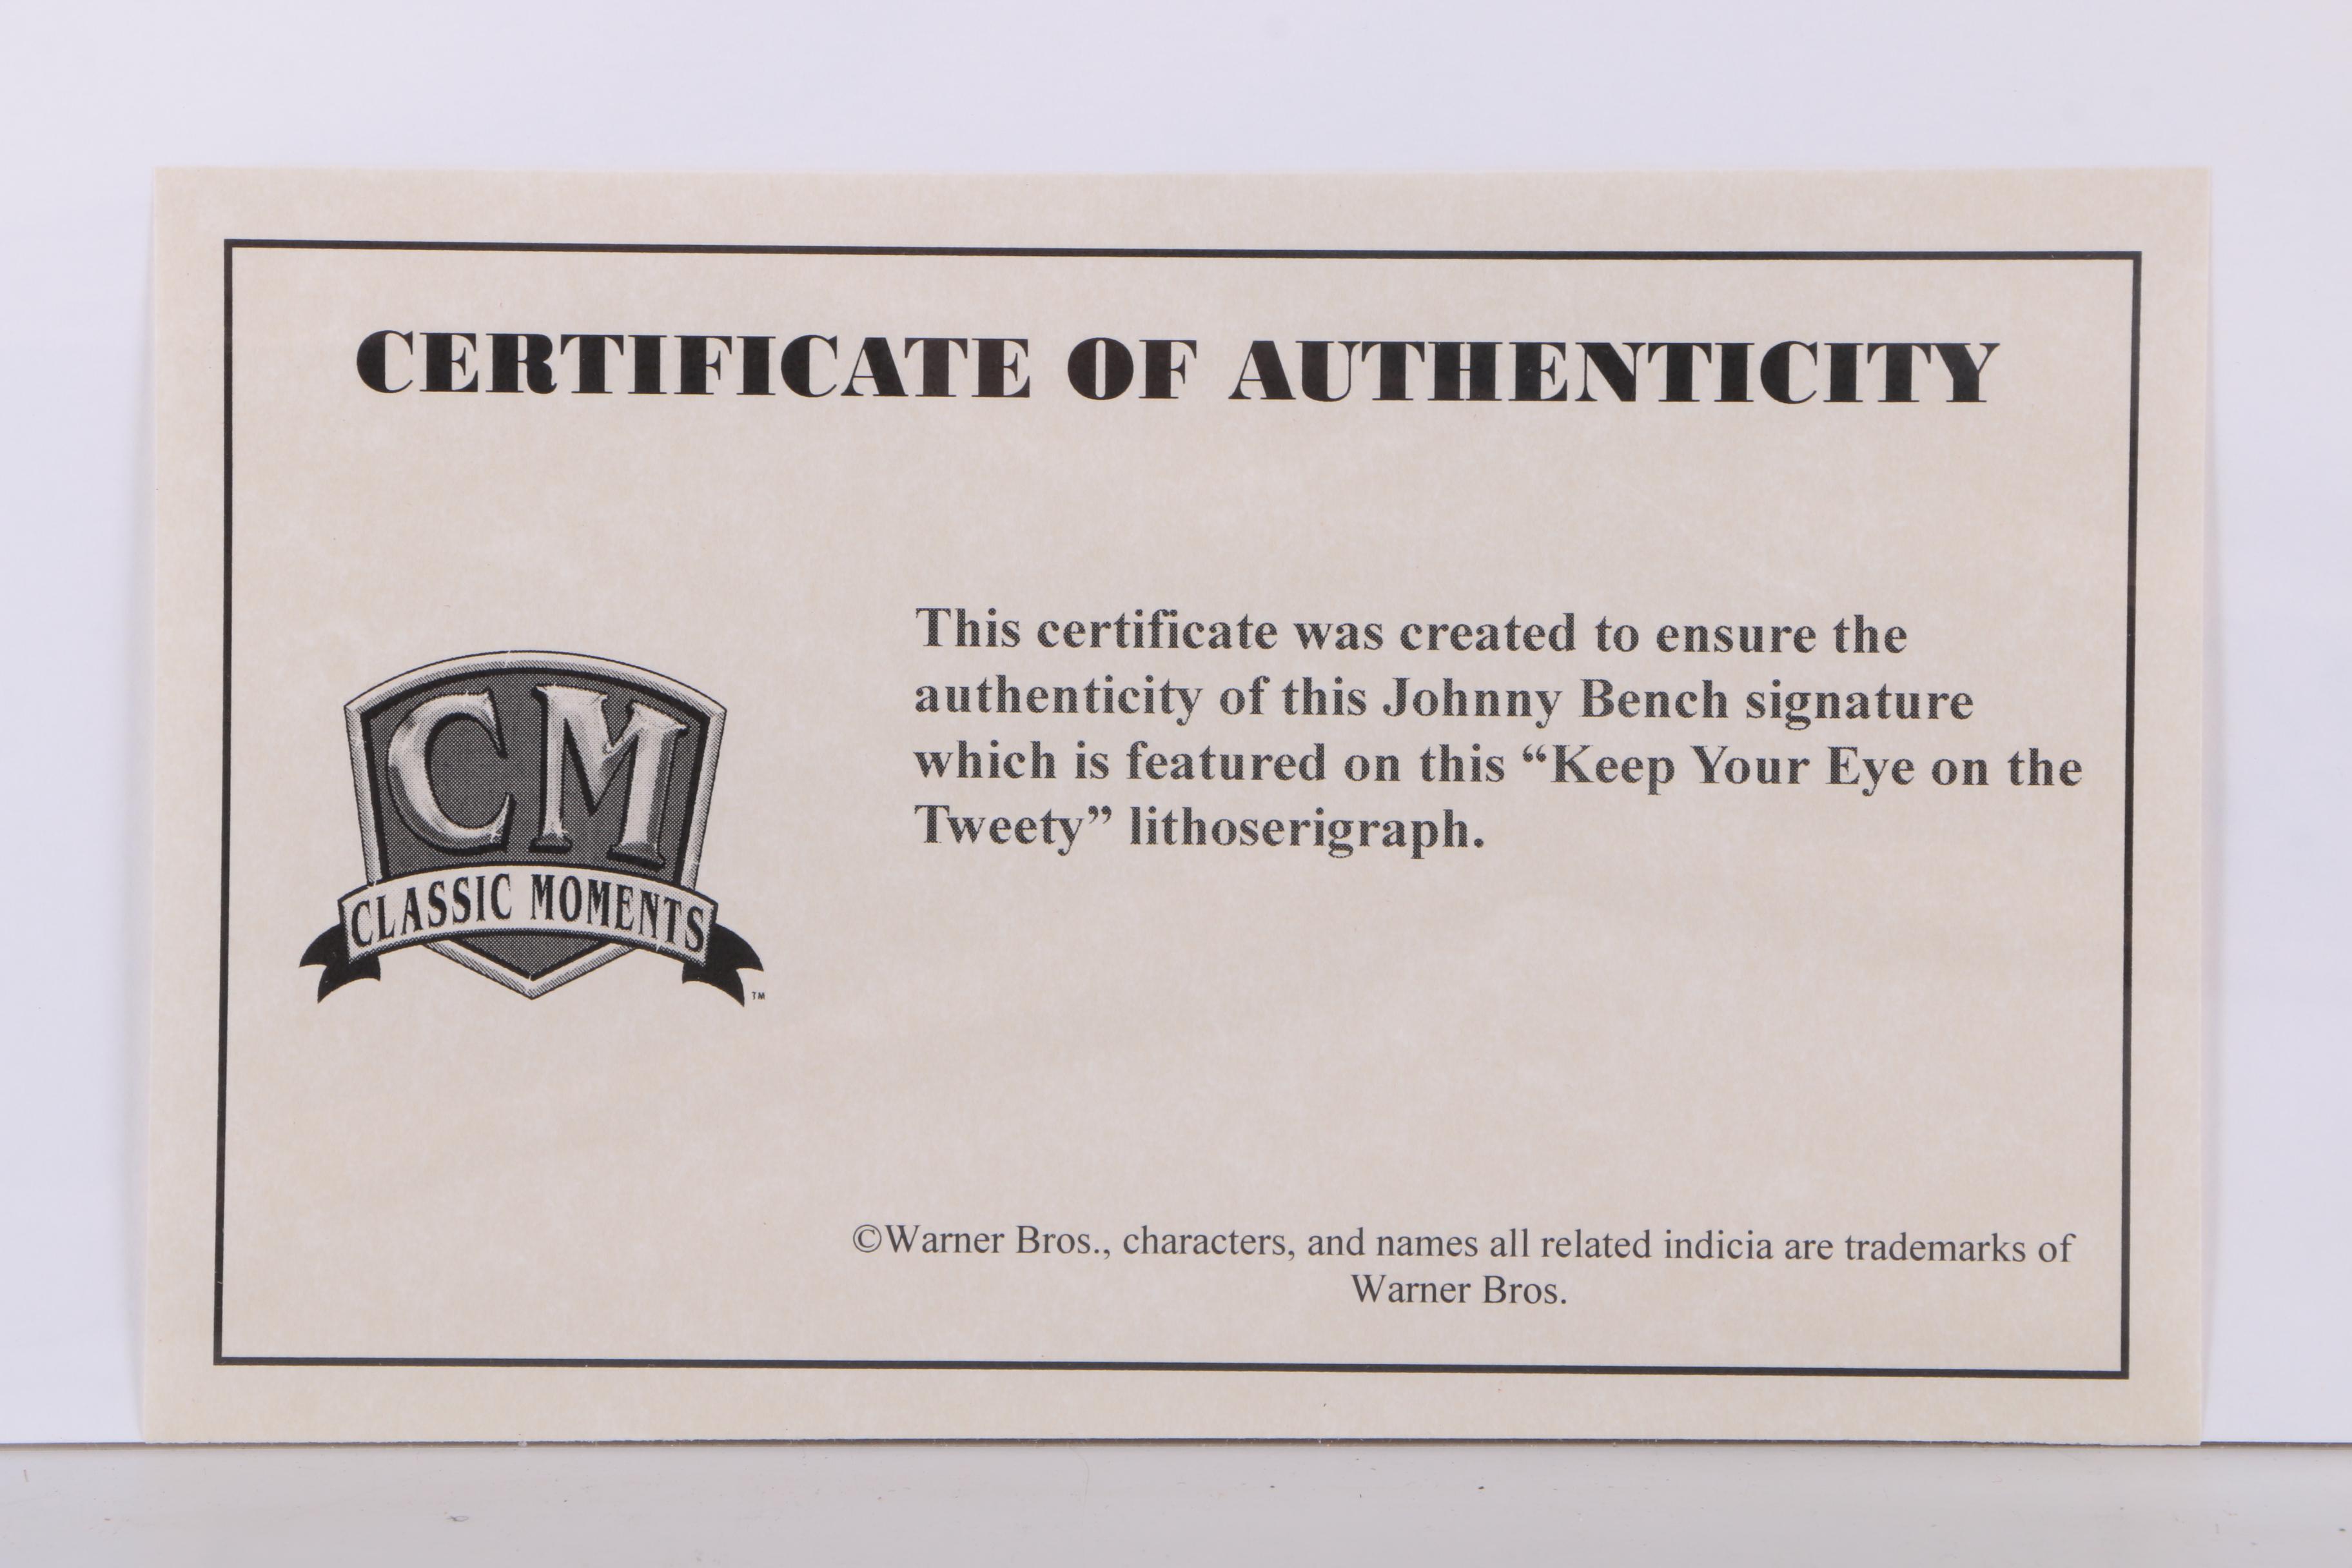 CERTIFICATE OF AUTHENTICITY
This certificate was created to ensure the
authenticity of this Johnny Bench signature
which is featured on this “Keep Your Eye on the
Tweety” lithoserigraph.
CM
CLASSIC MOMENTS
TM
©Warner Bros., characters, and names all related indicia are trademarks of
Warner Bros.